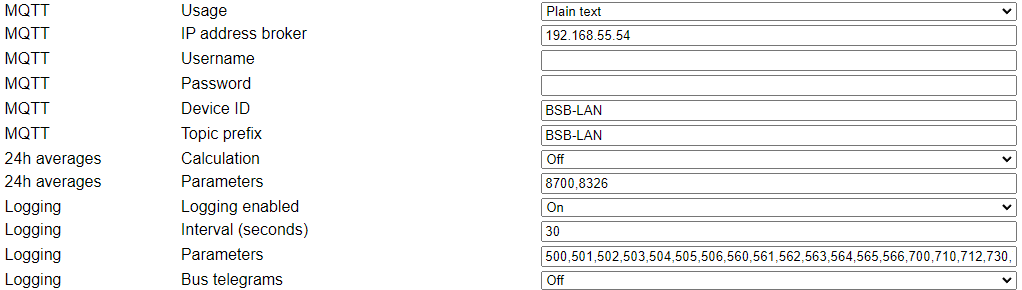 MQTT Usage Plain text
MQTT IP address broker 192.168.55.54
MQTT Username
MQTT Password
MQTT Device ID BSB-LAN
MQTT Topic prefix BSB-LAN
24h averages Calculation Off
24h averages Parameters 8700,8326
Logging Logging enabled On
Logging Interval (seconds) 30
Logging Parameters 500,501,502,503,504,505,506,560,561,562,563,564,565,566,700,710,712,730,
Logging Bus telegrams Off